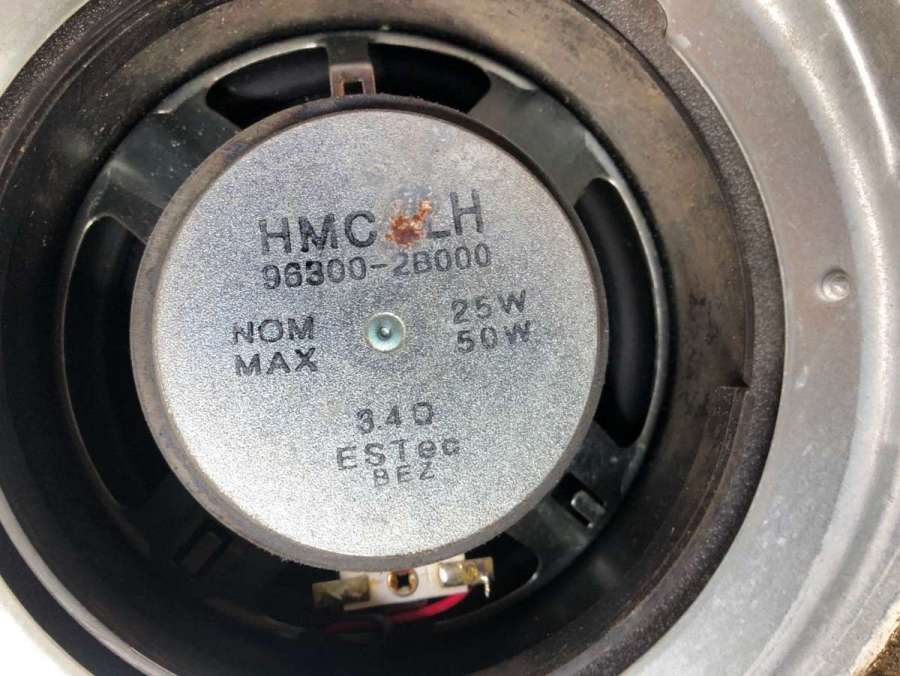 HMC LH
96300-2B000
NOM 25W
MAX 50W
3.4Ω
ESTec
BEZ